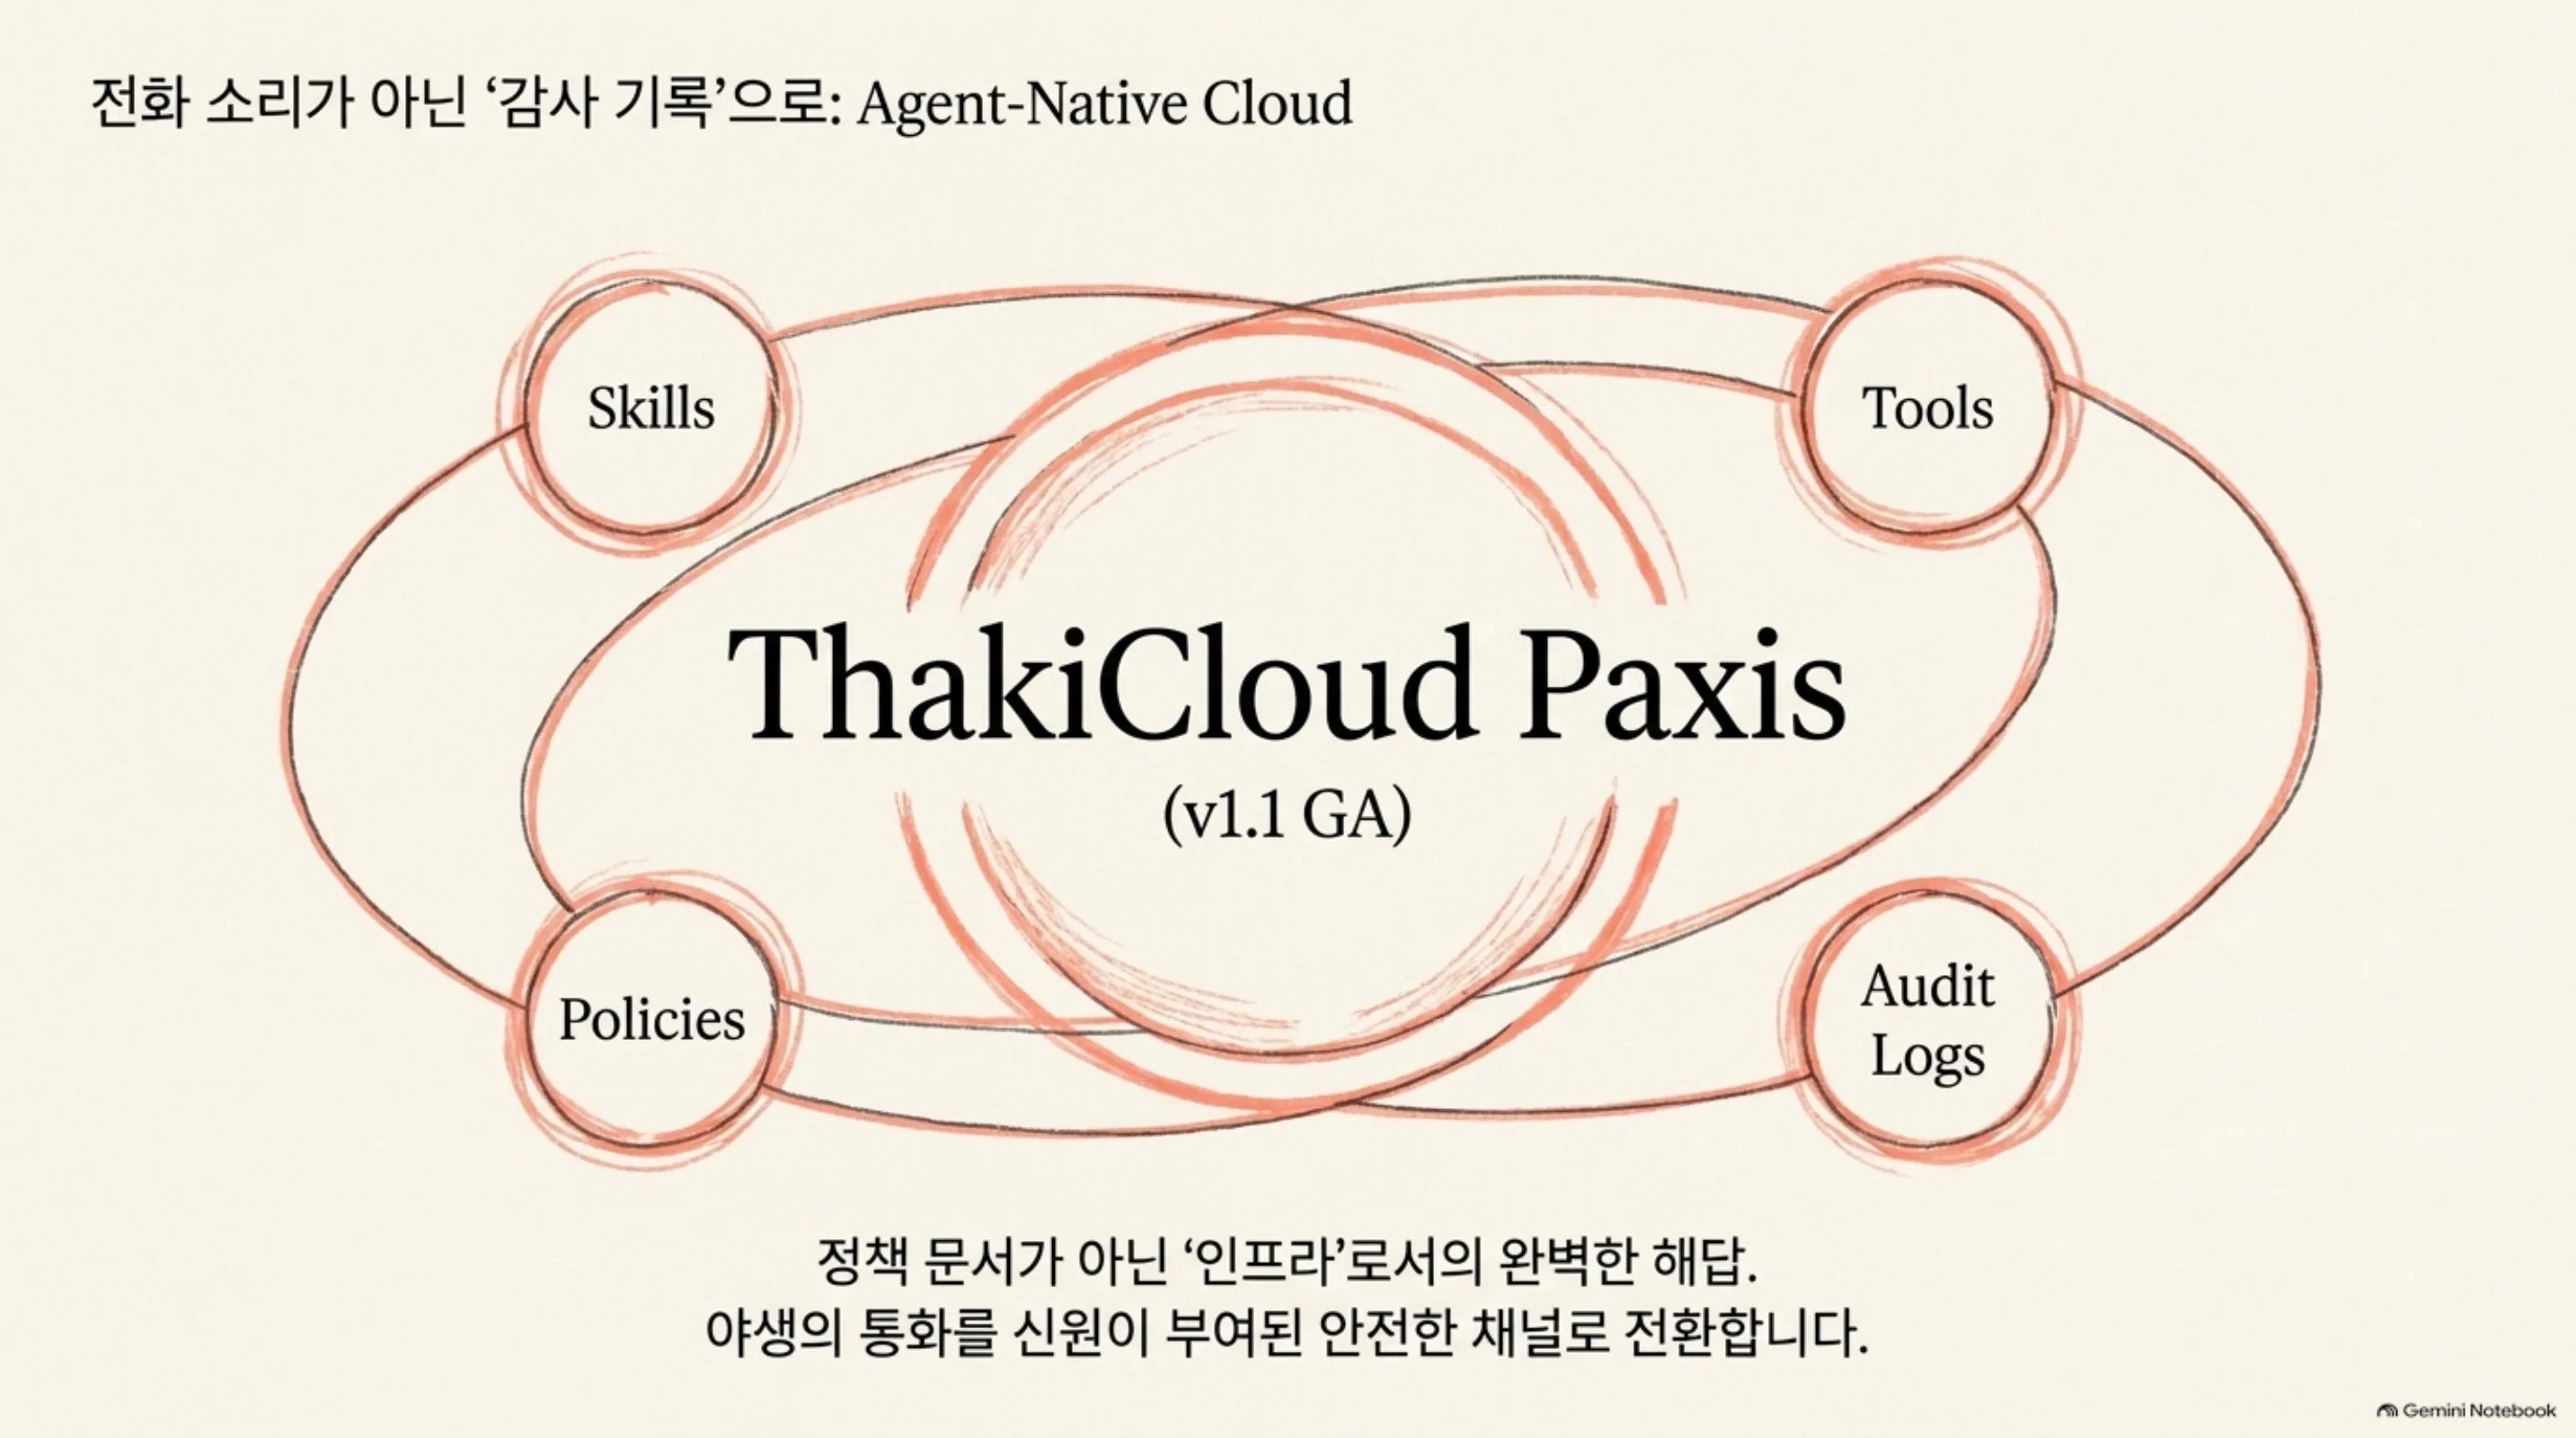 전화 소리가 아닌 ‘감사 기록’으로: Agent-Native Cloud
Skills
Tools
ThakiCloud Paxis
(v1.1 GA)
Policies
Audit
Logs
정책 문서가 아닌 ‘인프라’로서의 완벽한 해답.
야생의 통화를 신원이 부여된 안전한 채널로 전환합니다.
Gemini Notebook